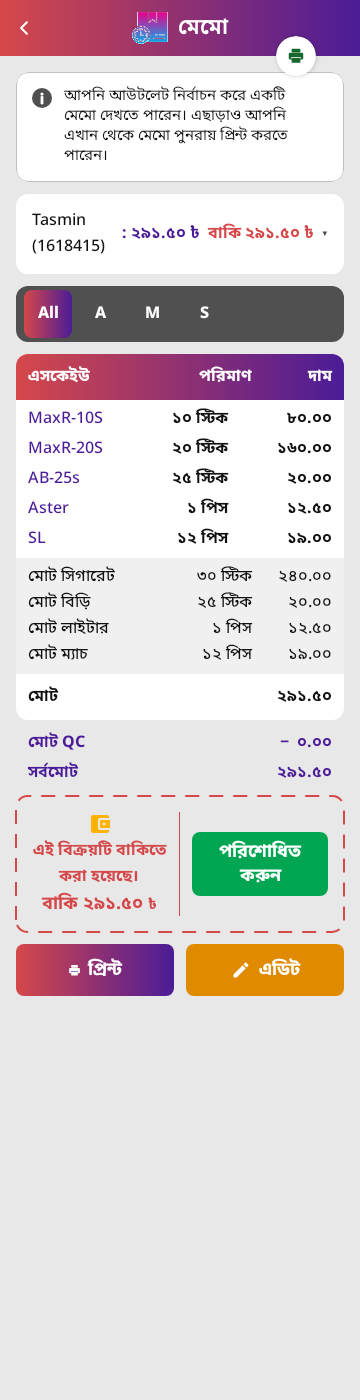 মেমো
আপনি আউটলেট নির্বাচন করে একটি
মেমো দেখতে পারেন। এছাড়াও আপনি
এখান থেকে মেমো পুনরায় প্রিন্ট করতে
পারেন।
Tasmin
(1618415) : ২৯১.৫০ ৳ বাকি ২৯১.৫০ ৳
All A M S
এসকেইউ পরিমাণ দাম
MaxR-10S ১০ স্টিক ৮০.০০
MaxR-20S ২০ স্টিক ১৬০.০০
AB-25s ২৫ স্টিক ২০.০০
Aster ১ পিস ১২.৫০
SL ১২ পিস ১৯.০০
মোট সিগারেট ৩০ স্টিক ২৪০.০০
মোট বিড়ি ২৫ স্টিক ২০.০০
মোট লাইটার ১ পিস ১২.৫০
মোট ম্যাচ ১২ পিস ১৯.০০
মোট ২৯১.৫০
মোট QC – ০.০০
সর্বমোট ২৯১.৫০
এই বিক্রয়টি বাকিতে
করা হয়েছে।
বাকি ২৯১.৫০ ৳
পরিশোধিত
করুন
প্রিন্ট এডিট